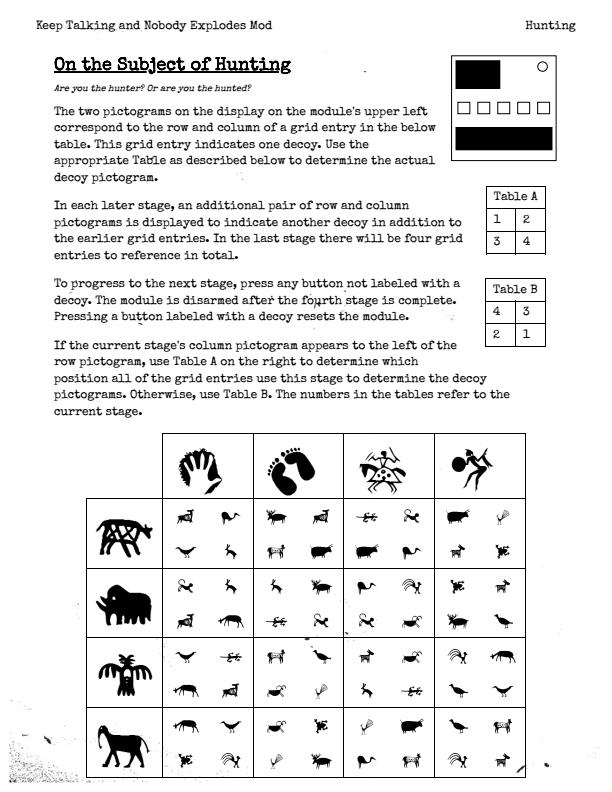 Keep Talking and Nobody Explodes Mod Hunting
On the Subject of Hunting
Are you the hunter? Or are you the hunted?
The two pictograms on the display on the module's upper left
correspond to the row and column of a grid entry in the below
table. This grid entry indicates one decoy. Use the
appropriate Table as described below to determine the actual
decoy pictogram.
In each later stage, an additional pair of row and column
pictograms is displayed to indicate another decoy in addition to
the earlier grid entries. In the last stage there will be four grid
entries to reference in total.
To progress to the next stage, press any button not labeled with a
decoy. The module is disarmed after the fourth stage is complete.
Pressing a button labeled with a decoy resets the module.
If the current stage's column pictogram appears to the left of the
row pictogram, use Table A on the right to determine which
position all of the grid entries use this stage to determine the decoy
pictograms. Otherwise, use Table B. The numbers in the tables refer to the
current stage.
Table A
1 2
3 4
Table B
4 3
2 1